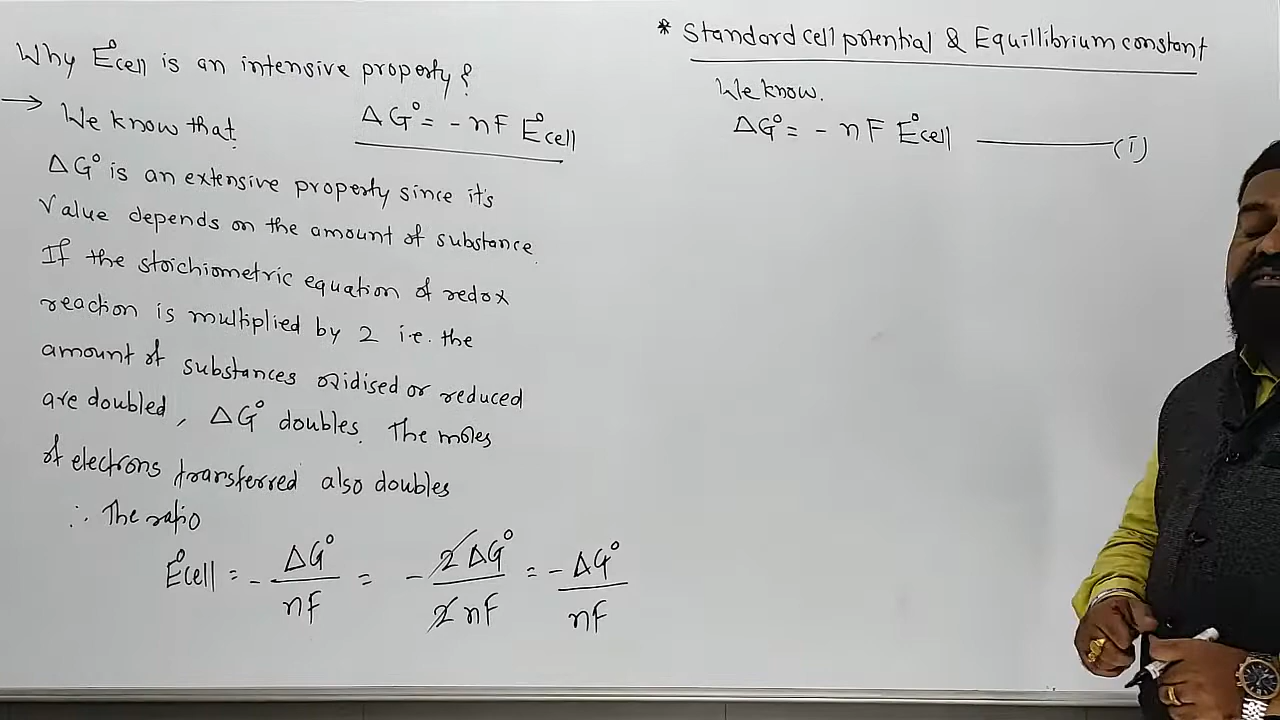 Why E°cell is an intensive property?
→ We know that. ΔG° = - nF E°cell
ΔG° is an extensive property since it's
Value depends on the amount of substance.
If the stoichiometric equation of redox
reaction is multiplied by 2 i.e. the
amount of substances oxidised or reduced
are doubled, ΔG° doubles. The moles
of electrons transferred also doubles
∴ The ratio
E°cell = - ΔG°/nF = - 2ΔG°/2nF = - ΔG°/nF
* Standard cell potential & Equillibrium constant
We know.
ΔG° = - nF E°cell ———(I)